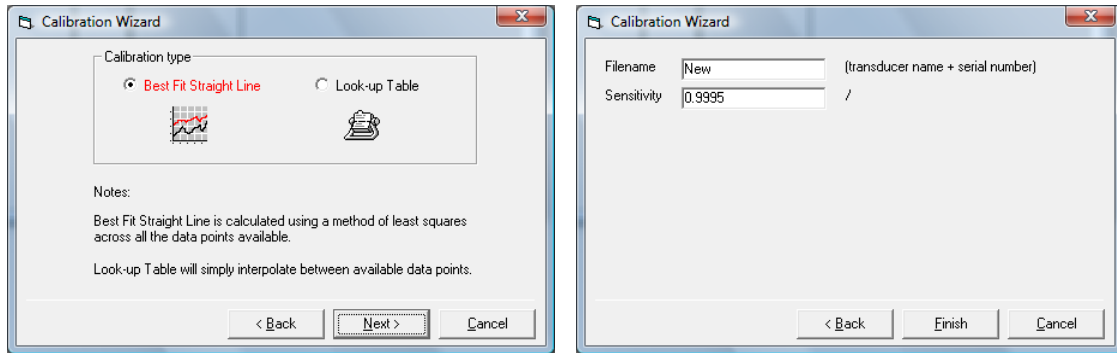 Calibration Wizard
Calibration type
Best Fit Straight Line
Look-up Table
Notes:
Best Fit Straight Line is calculated using a method of least squares
across all the data points available.
Look-up Table will simply interpolate between available data points.
< Back
Next >
Cancel
Calibration Wizard
Filename New (transducer name + serial number)
Sensitivity 0.9995 /
< Back
Finish
Cancel